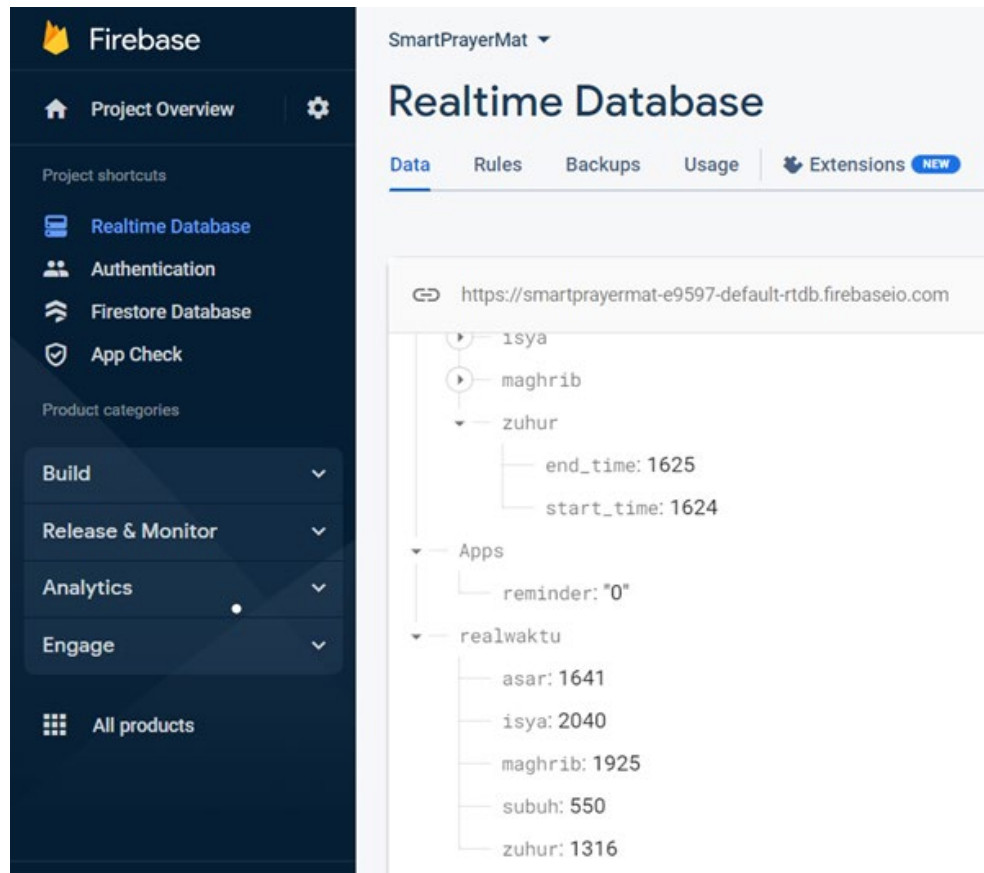 Firebase
Project Overview
Project shortcuts
Realtime Database
Authentication
Firestore Database
App Check
Product categories
Build
Release & Monitor
Analytics
Engage
All products
SmartPrayerMat
Realtime Database
Data Rules Backups Usage Extensions NEW
https://smartprayermat-e9597-default-rtdb.firebaseio.com
isya
maghrib
zuhur
end_time: 1625
start_time: 1624
Apps
reminder: "0"
realwaktu
asar: 1641
isya: 2040
maghrib: 1925
subuh: 550
zuhur: 1316